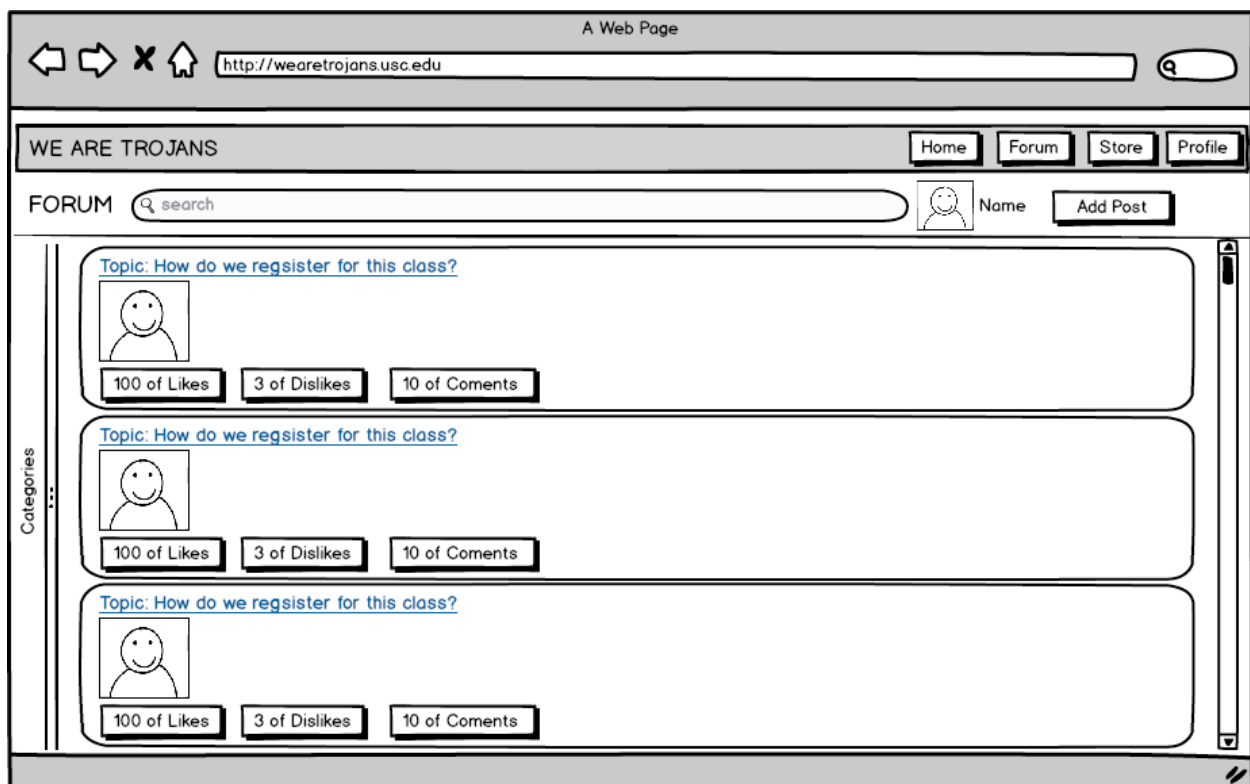 A Web Page
http://wearetrojans.usc.edu
WE ARE TROJANS
Home
Forum
Store
Profile
FORUM
search
Name
Add Post
Categories
Topic: How do we regsister for this class?
100 of Likes
3 of Dislikes
10 of Coments
Topic: How do we regsister for this class?
100 of Likes
3 of Dislikes
10 of Coments
Topic: How do we regsister for this class?
100 of Likes
3 of Dislikes
10 of Coments